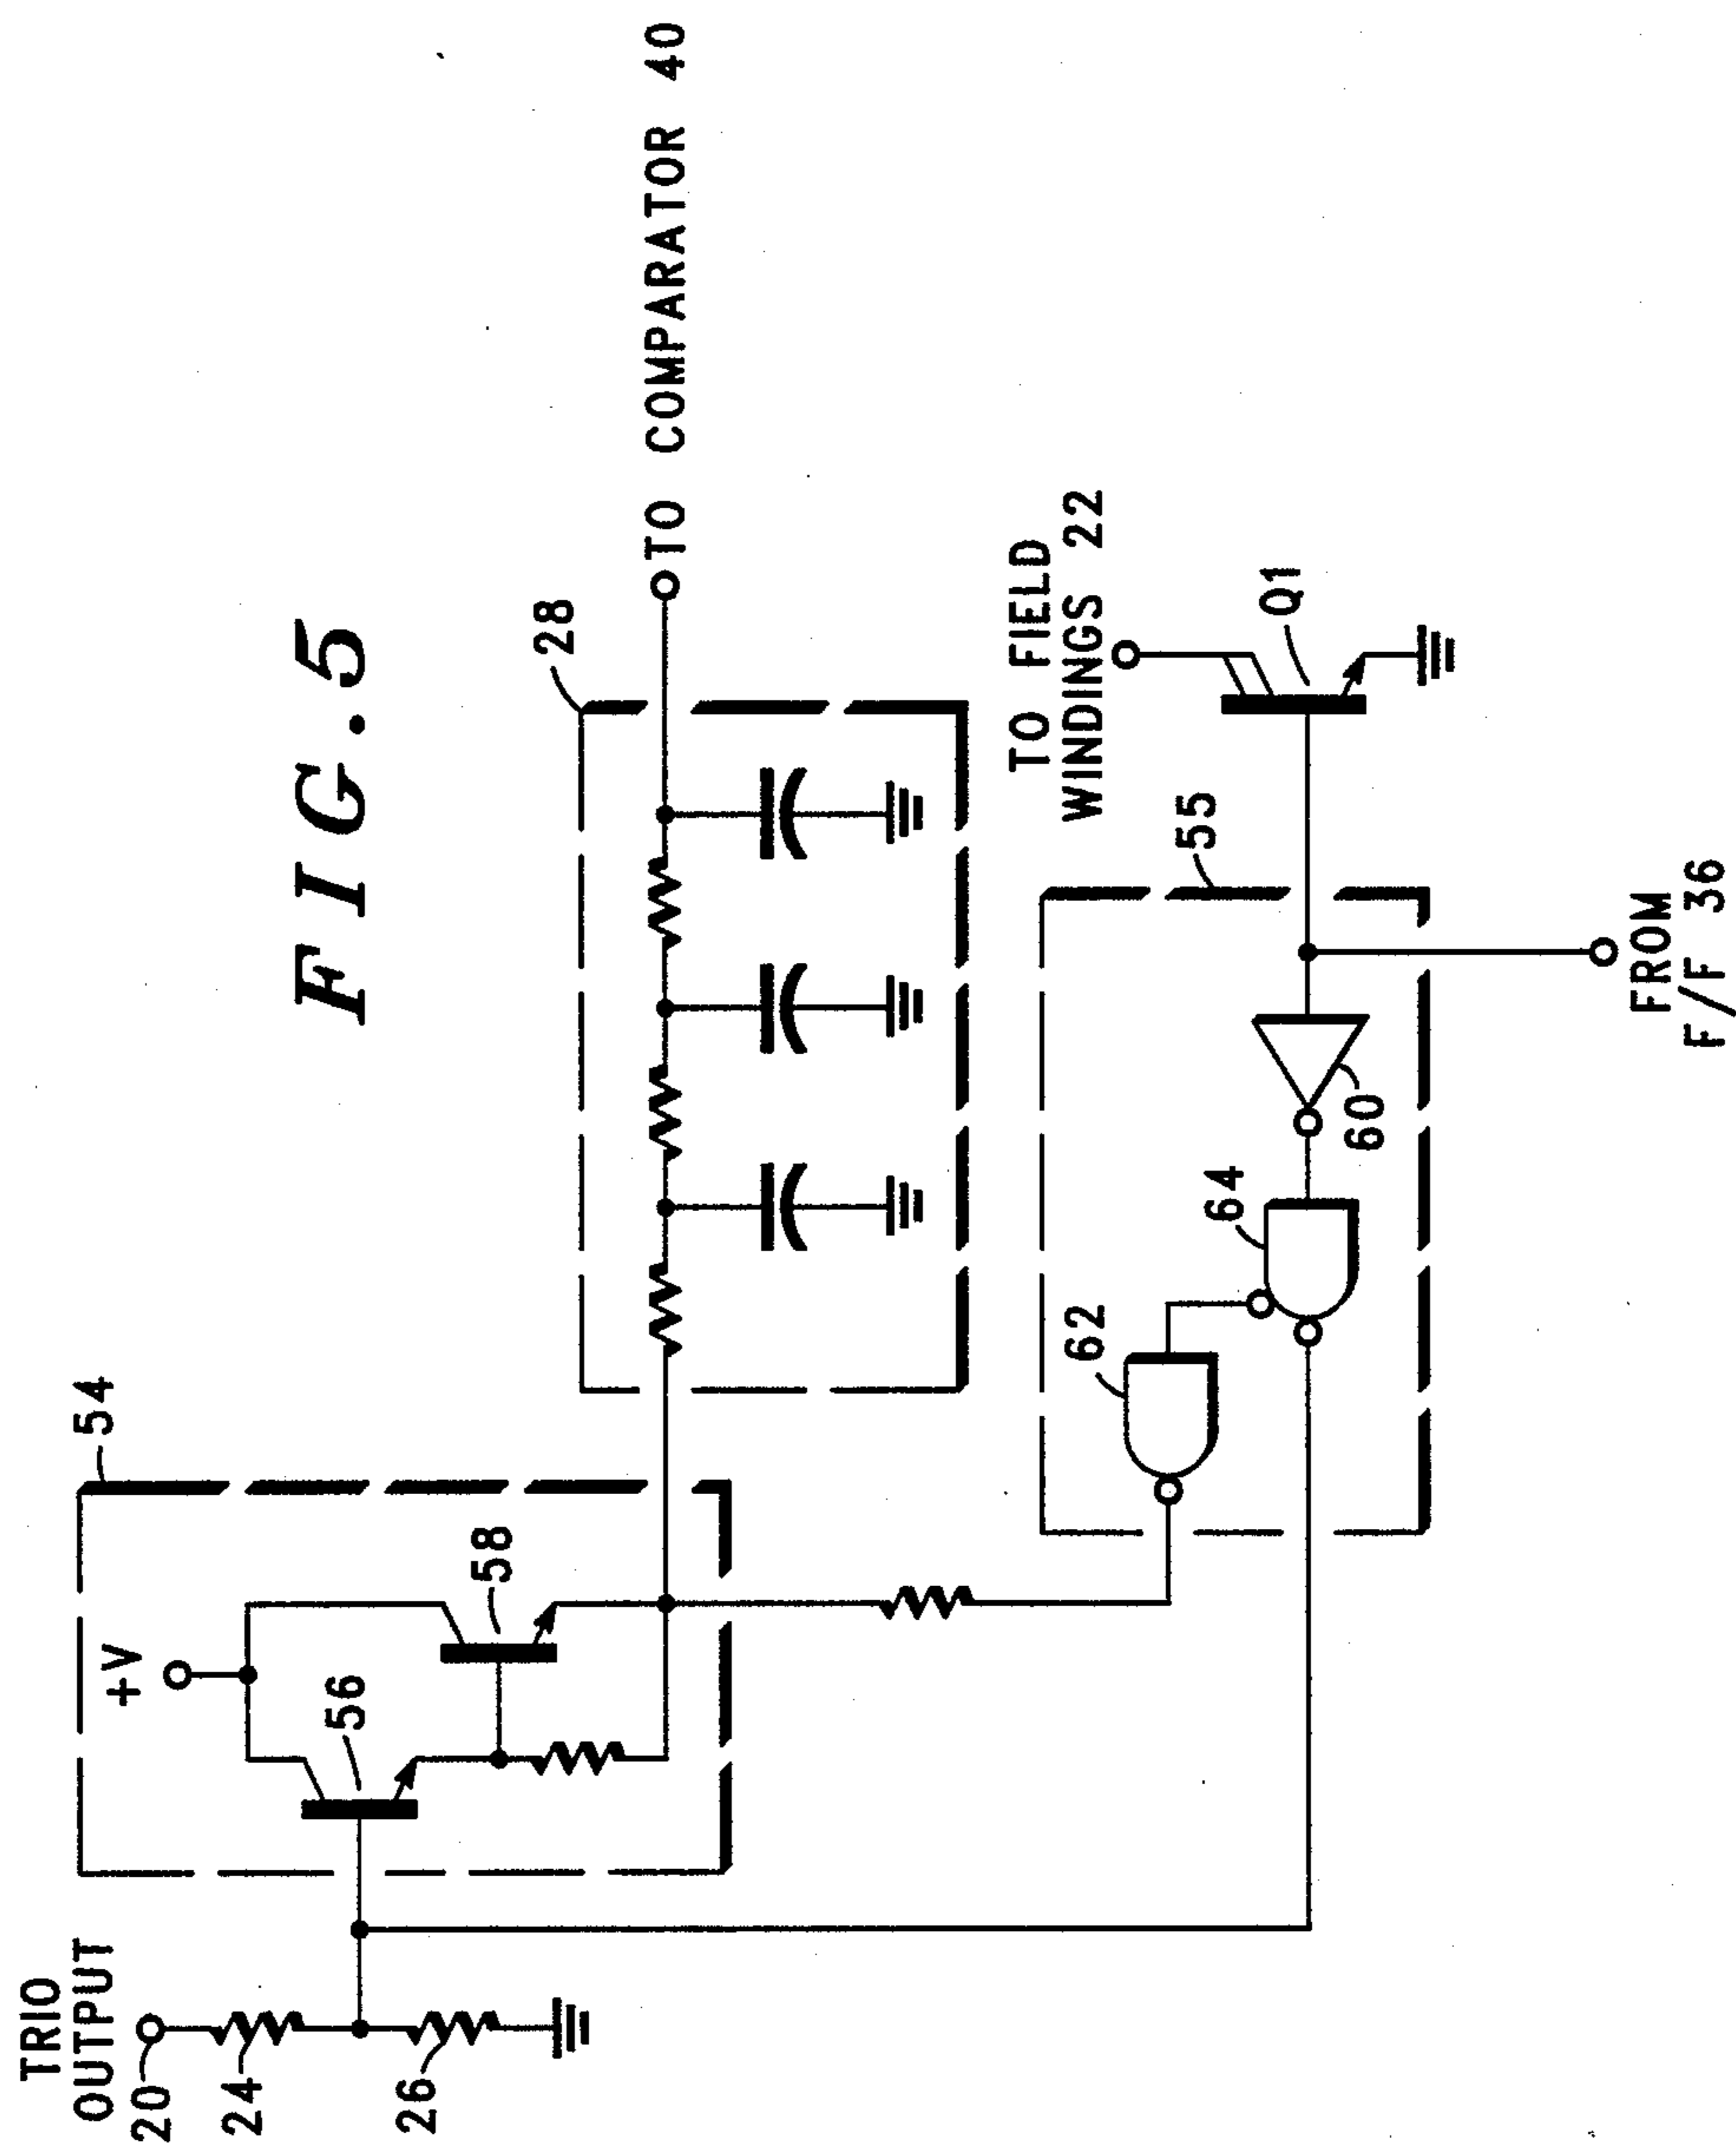 FIG.5
TRIO
OUTPUT
20
24
26
54
+V
56
58
28
TO COMPARATOR 40
TO FIELD
WINDINGS 22
Q1
55
62
64
60
FROM
F/F 36